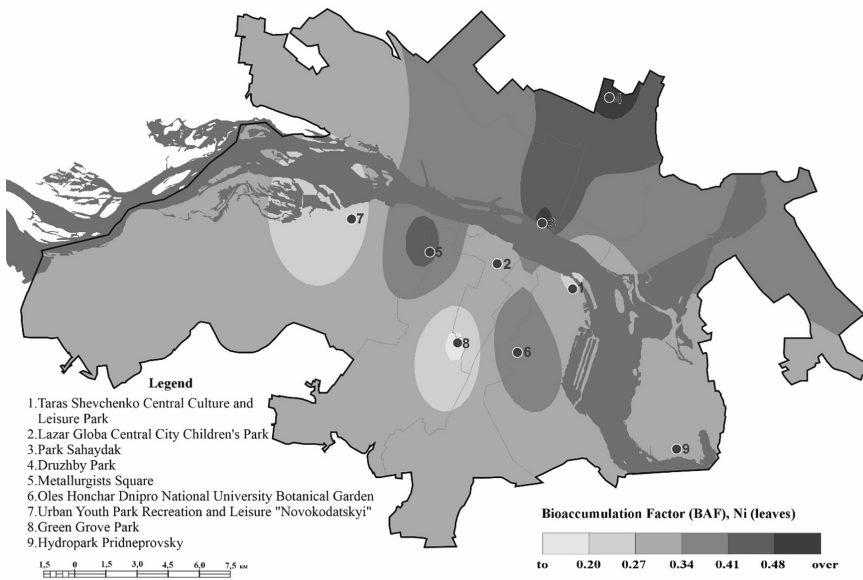 4
3
7
5
2
1
8
6
9
Legend
1.Taras Shevchenko Central Culture and
Leisure Park
2.Lazar Globa Central City Children's Park
3.Park Sahaydak
4.Druzhby Park
5.Metallurgists Square
6.Oles Honchar Dnipro National University Botanical Garden
7.Urban Youth Park Recreation and Leisure "Novokodatskyi"
8.Green Grove Park
9.Hydropark Pridneprovsky
1,5 0 1,5 3,0 4,5 6,0 7,5 км
Bioaccumulation Factor (BAF), Ni (leaves)
to 0.20 0.27 0.34 0.41 0.48 over